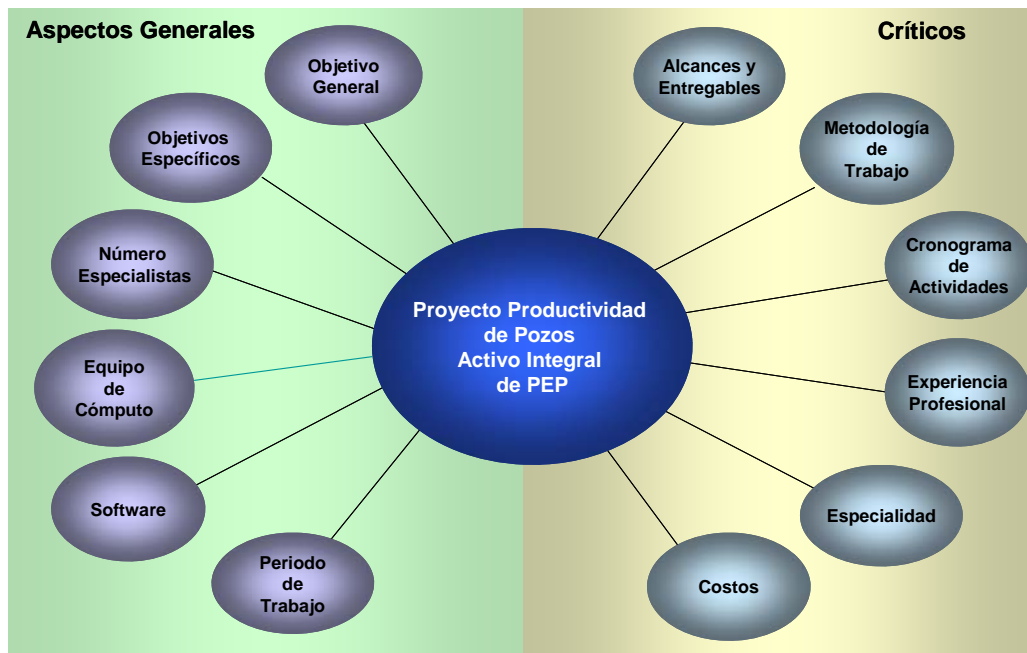 Aspectos Generales
Críticos
Objetivo
General
Objetivos
Específicos
Número
Especialistas
Equipo
de
Cómputo
Software
Periodo
de
Trabajo
Proyecto Productividad
de Pozos
Activo Integral
de PEP
Alcances y
Entregables
Metodología
de
Trabajo
Cronograma
de
Actividades
Experiencia
Profesional
Especialidad
Costos